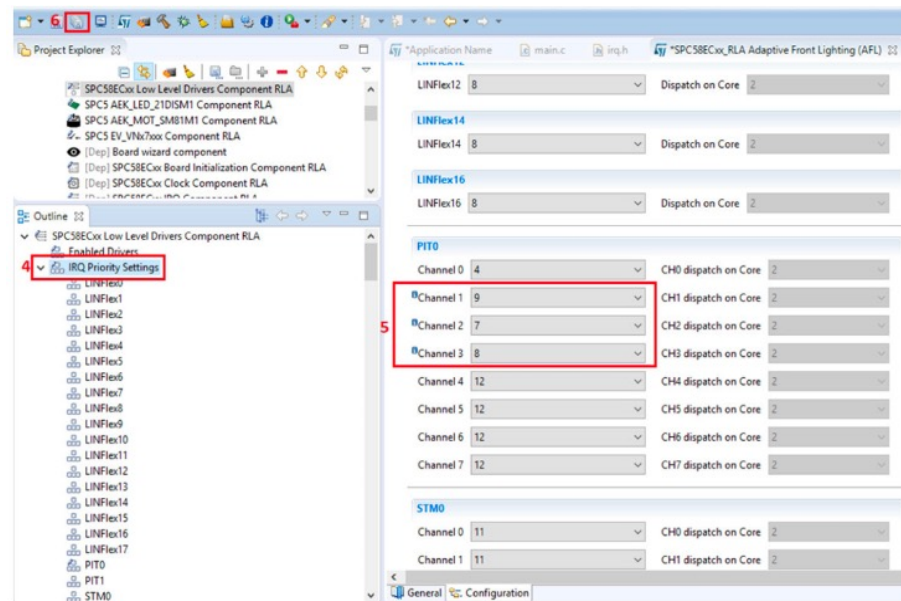 6
Project Explorer
SPC58ECxx Low Level Drivers Component RLA
SPC5 AEK_LED_21DISM1 Component RLA
SPC5 AEK_MOT_SM81M1 Component RLA
SPC5 EV_VNx7xxx Component RLA
[Dep] Board wizard component
[Dep] SPC58ECxx Board Initialization Component RLA
[Dep] SPC58ECxx Clock Component RLA
[Dep] SPC58ECxx IRQ Component RLA
Outline
SPC58ECxx Low Level Drivers Component RLA
Enabled Drivers
4 IRQ Priority Settings
LINFlex0
LINFlex1
LINFlex2
LINFlex3
LINFlex4
LINFlex5
LINFlex6
LINFlex7
LINFlex8
LINFlex9
LINFlex10
LINFlex11
LINFlex12
LINFlex13
LINFlex14
LINFlex15
LINFlex16
LINFlex17
PIT0
PIT1
STM0
*Application Name main.c irq.h *SPC58ECxx_RLA Adaptive Front Lighting (AFL)
LINFlex12
LINFlex12 8 Dispatch on Core 2
LINFlex14
LINFlex14 8 Dispatch on Core 2
LINFlex16
LINFlex16 8 Dispatch on Core 2
PIT0
Channel 0 4 CH0 dispatch on Core 2
Channel 1 9 CH1 dispatch on Core 2
5 Channel 2 7 CH2 dispatch on Core 2
Channel 3 8 CH3 dispatch on Core 2
Channel 4 12 CH4 dispatch on Core 2
Channel 5 12 CH5 dispatch on Core 2
Channel 6 12 CH6 dispatch on Core 2
Channel 7 12 CH7 dispatch on Core 2
STM0
Channel 0 11 CH0 dispatch on Core 2
Channel 1 11 CH1 dispatch on Core 2
General Configuration